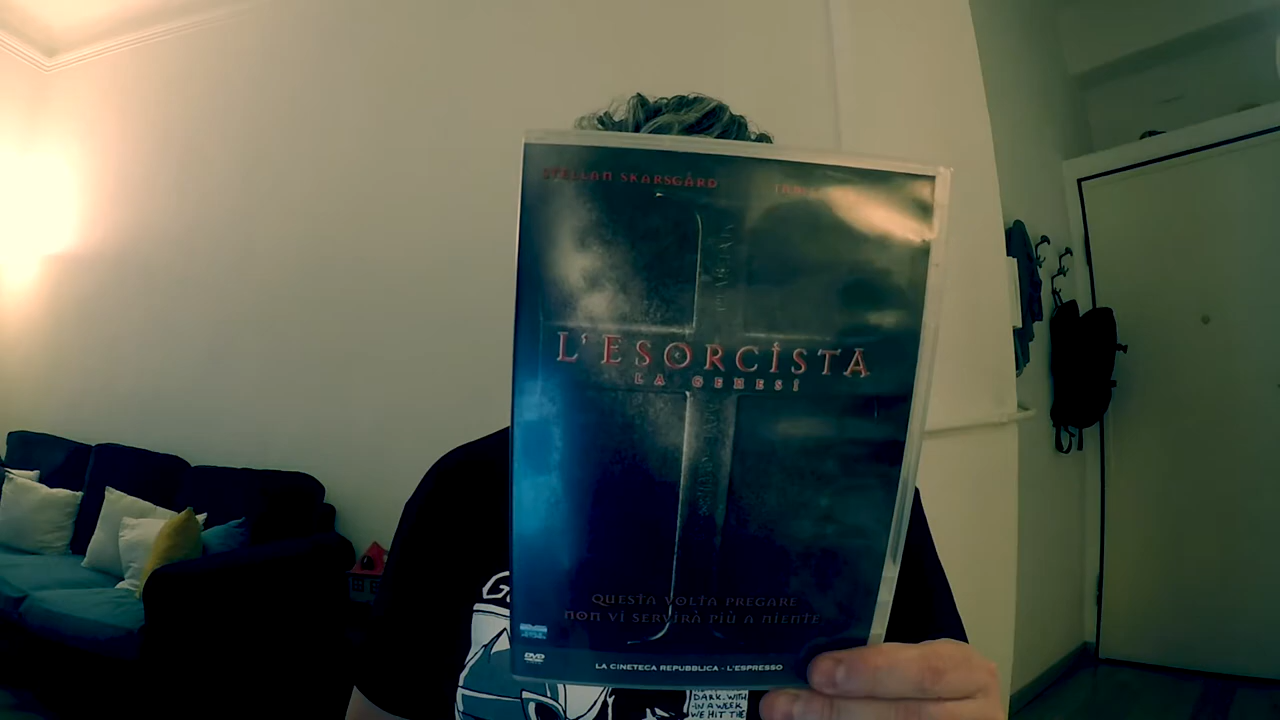 STELLAN SKARSGÅRD
L'ESORCISTA
LA GENESI
QUESTA VOLTA PREGARE
NON VI SERVIRÀ PIÙ A NIENTE
DVD
LA CINETECA REPUBBLICA - L'ESPRESSO
DARK. WITH
IN A WEEK
WE HIT THE